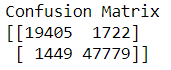 Confusion Matrix
[[19405  1722]
 [ 1449 47779]]